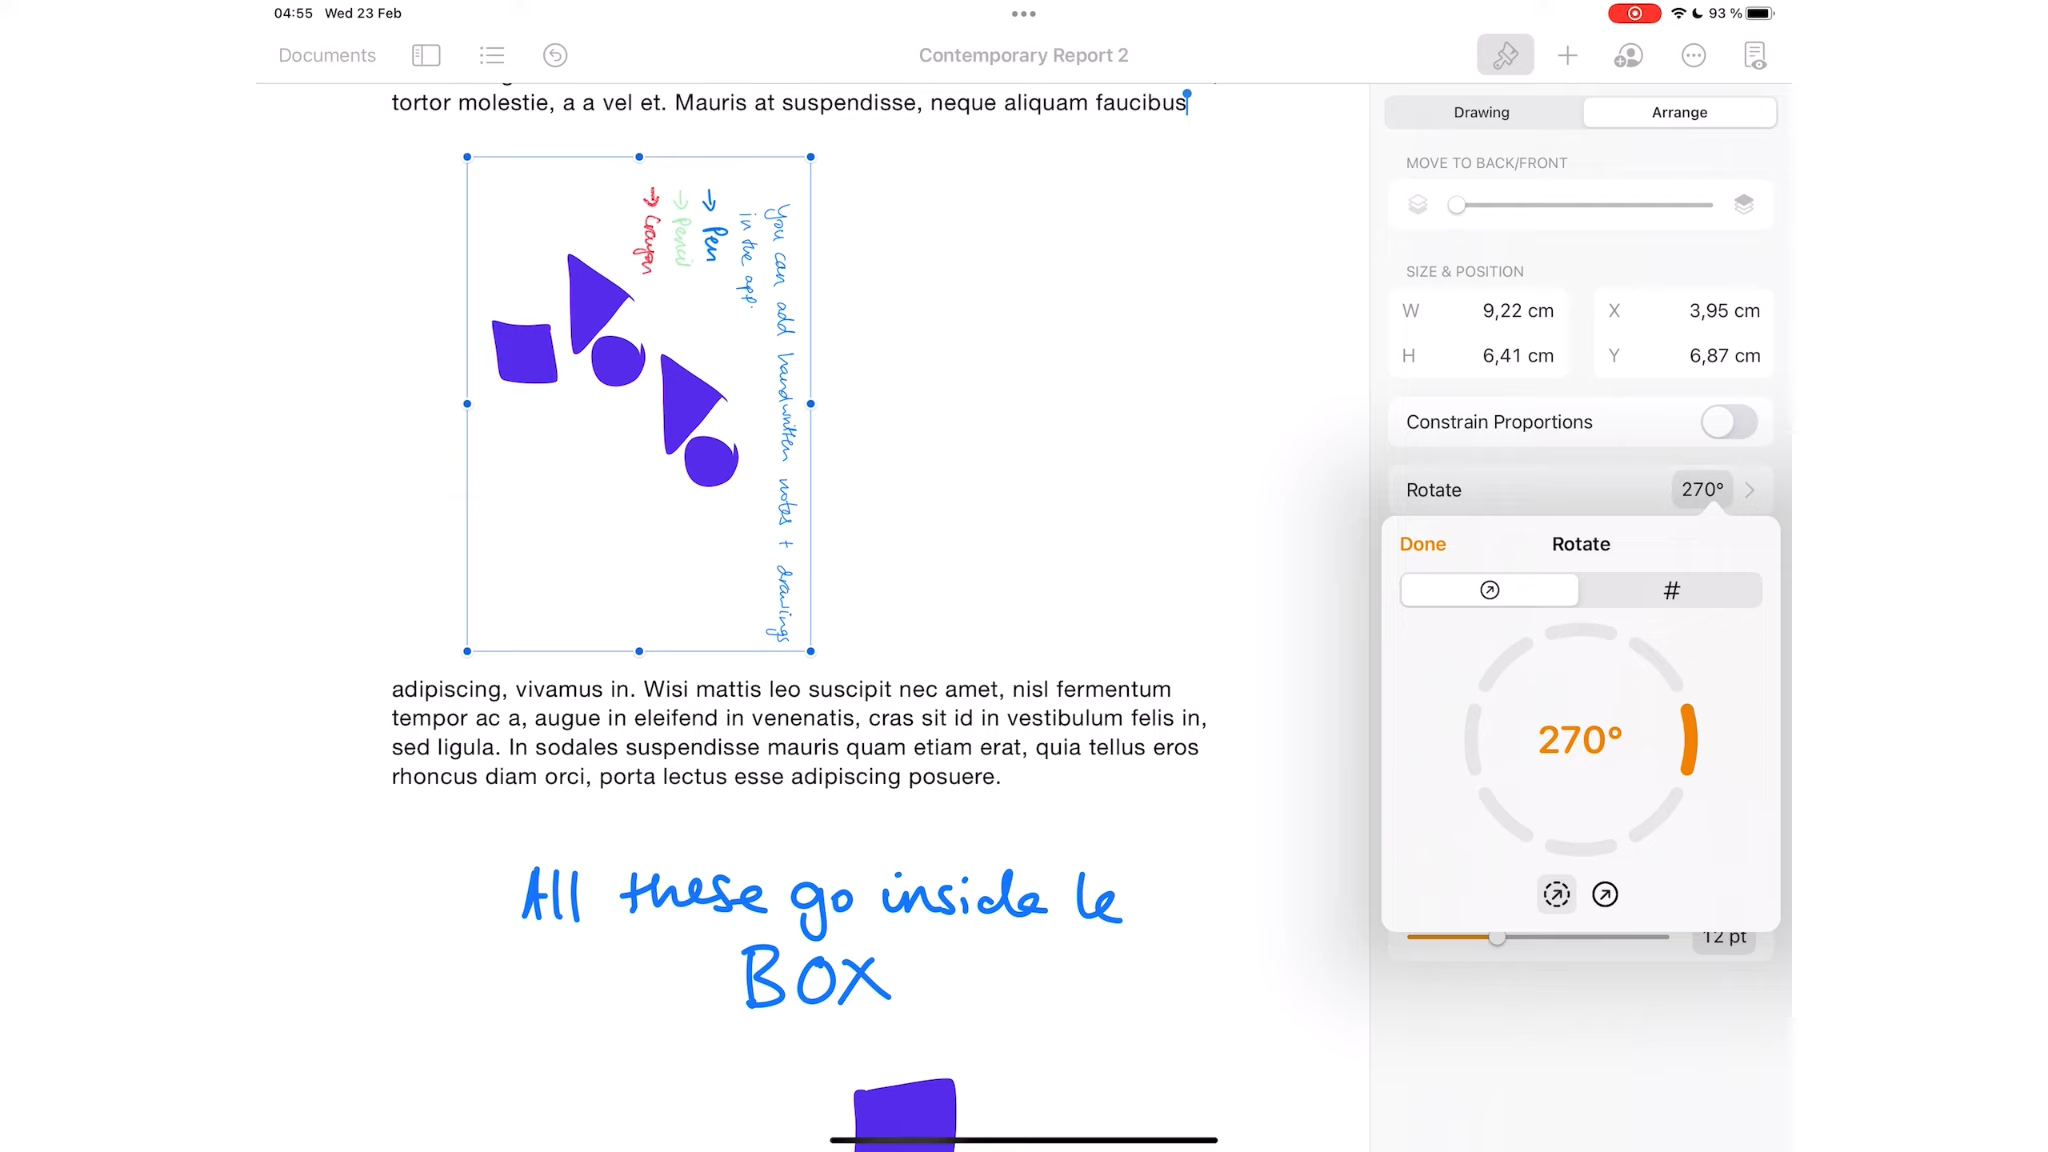 04:55 Wed 23 Feb
93 %
Documents
Contemporary Report 2
tortor molestie, a a vel et. Mauris at suspendisse, neque aliquam faucibus
You can add handwritten notes + drawings
in the app.
→ Pen
→ Pencil
→ Crayon
adipiscing, vivamus in. Wisi mattis leo suscipit nec amet, nisl fermentum
tempor ac a, augue in eleifend in venenatis, cras sit id in vestibulum felis in,
sed ligula. In sodales suspendisse mauris quam etiam erat, quia tellus eros
rhoncus diam orci, porta lectus esse adipiscing posuere.
All these go inside le
BOX
Drawing Arrange
MOVE TO BACK/FRONT
SIZE & POSITION
W 9,22 cm X 3,95 cm
H 6,41 cm Y 6,87 cm
Constrain Proportions
Rotate 270°
Done Rotate
#
270°
12 pt